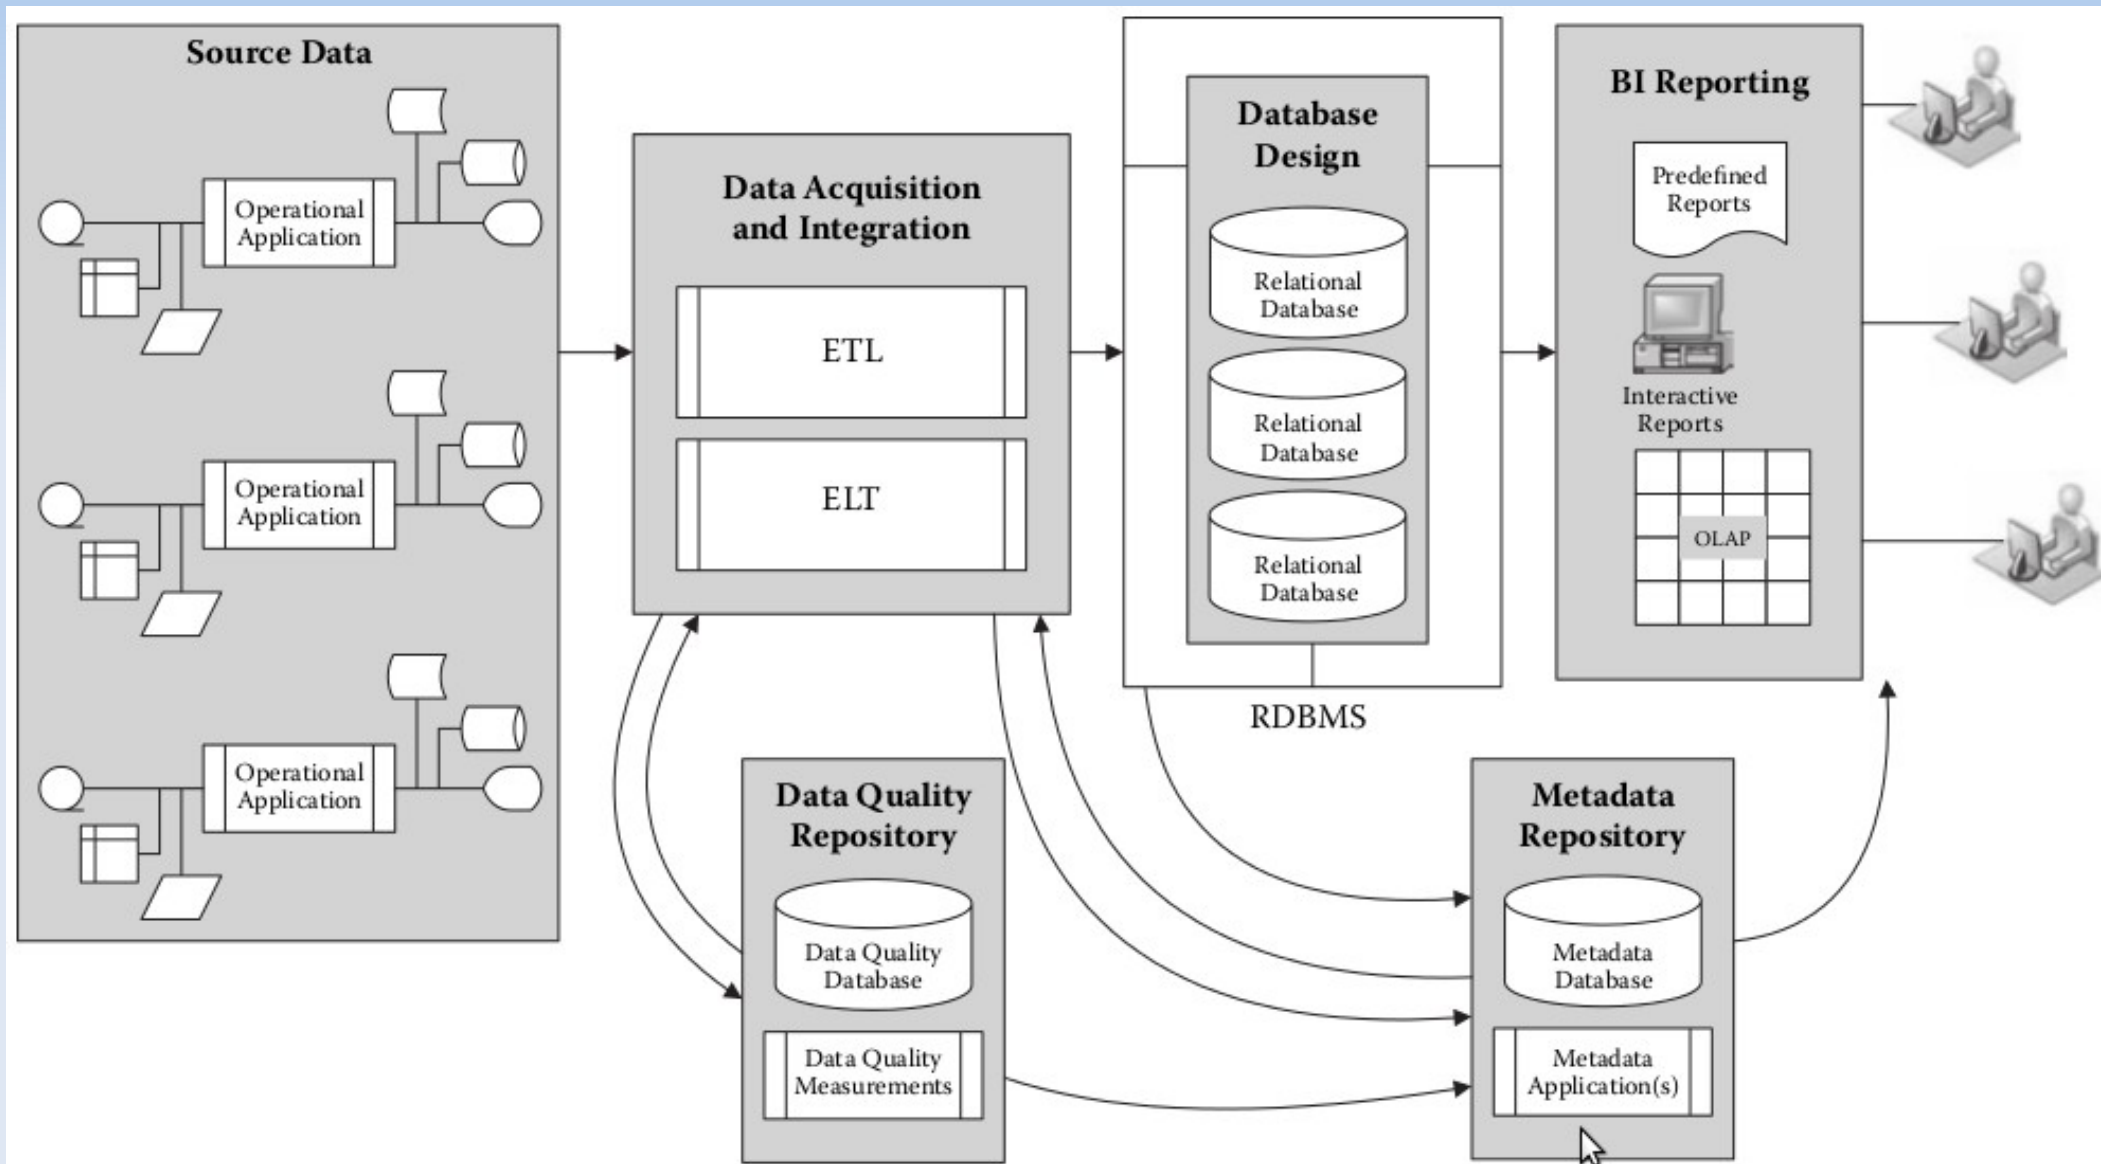 Source Data
Operational
Application
Operational
Application
Operational
Application
Data Acquisition
and Integration
ETL
ELT
Database
Design
Relational
Database
Relational
Database
Relational
Database
RDBMS
BI Reporting
Predefined
Reports
Interactive
Reports
OLAP
Data Quality
Repository
Data Quality
Database
Data Quality
Measurements
Metadata
Repository
Metadata
Database
Metadata
Application(s)